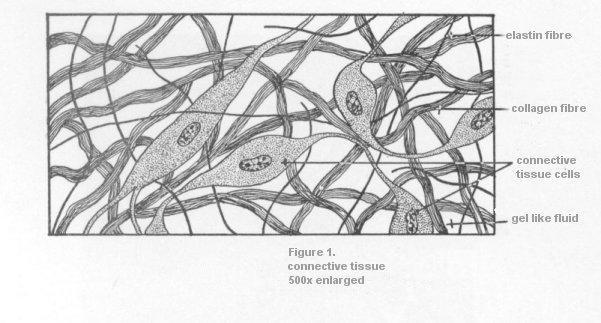 elastin fibre
collagen fibre
connective
tissue cells
gel like fluid
Figure 1.
connective tissue
500x enlarged